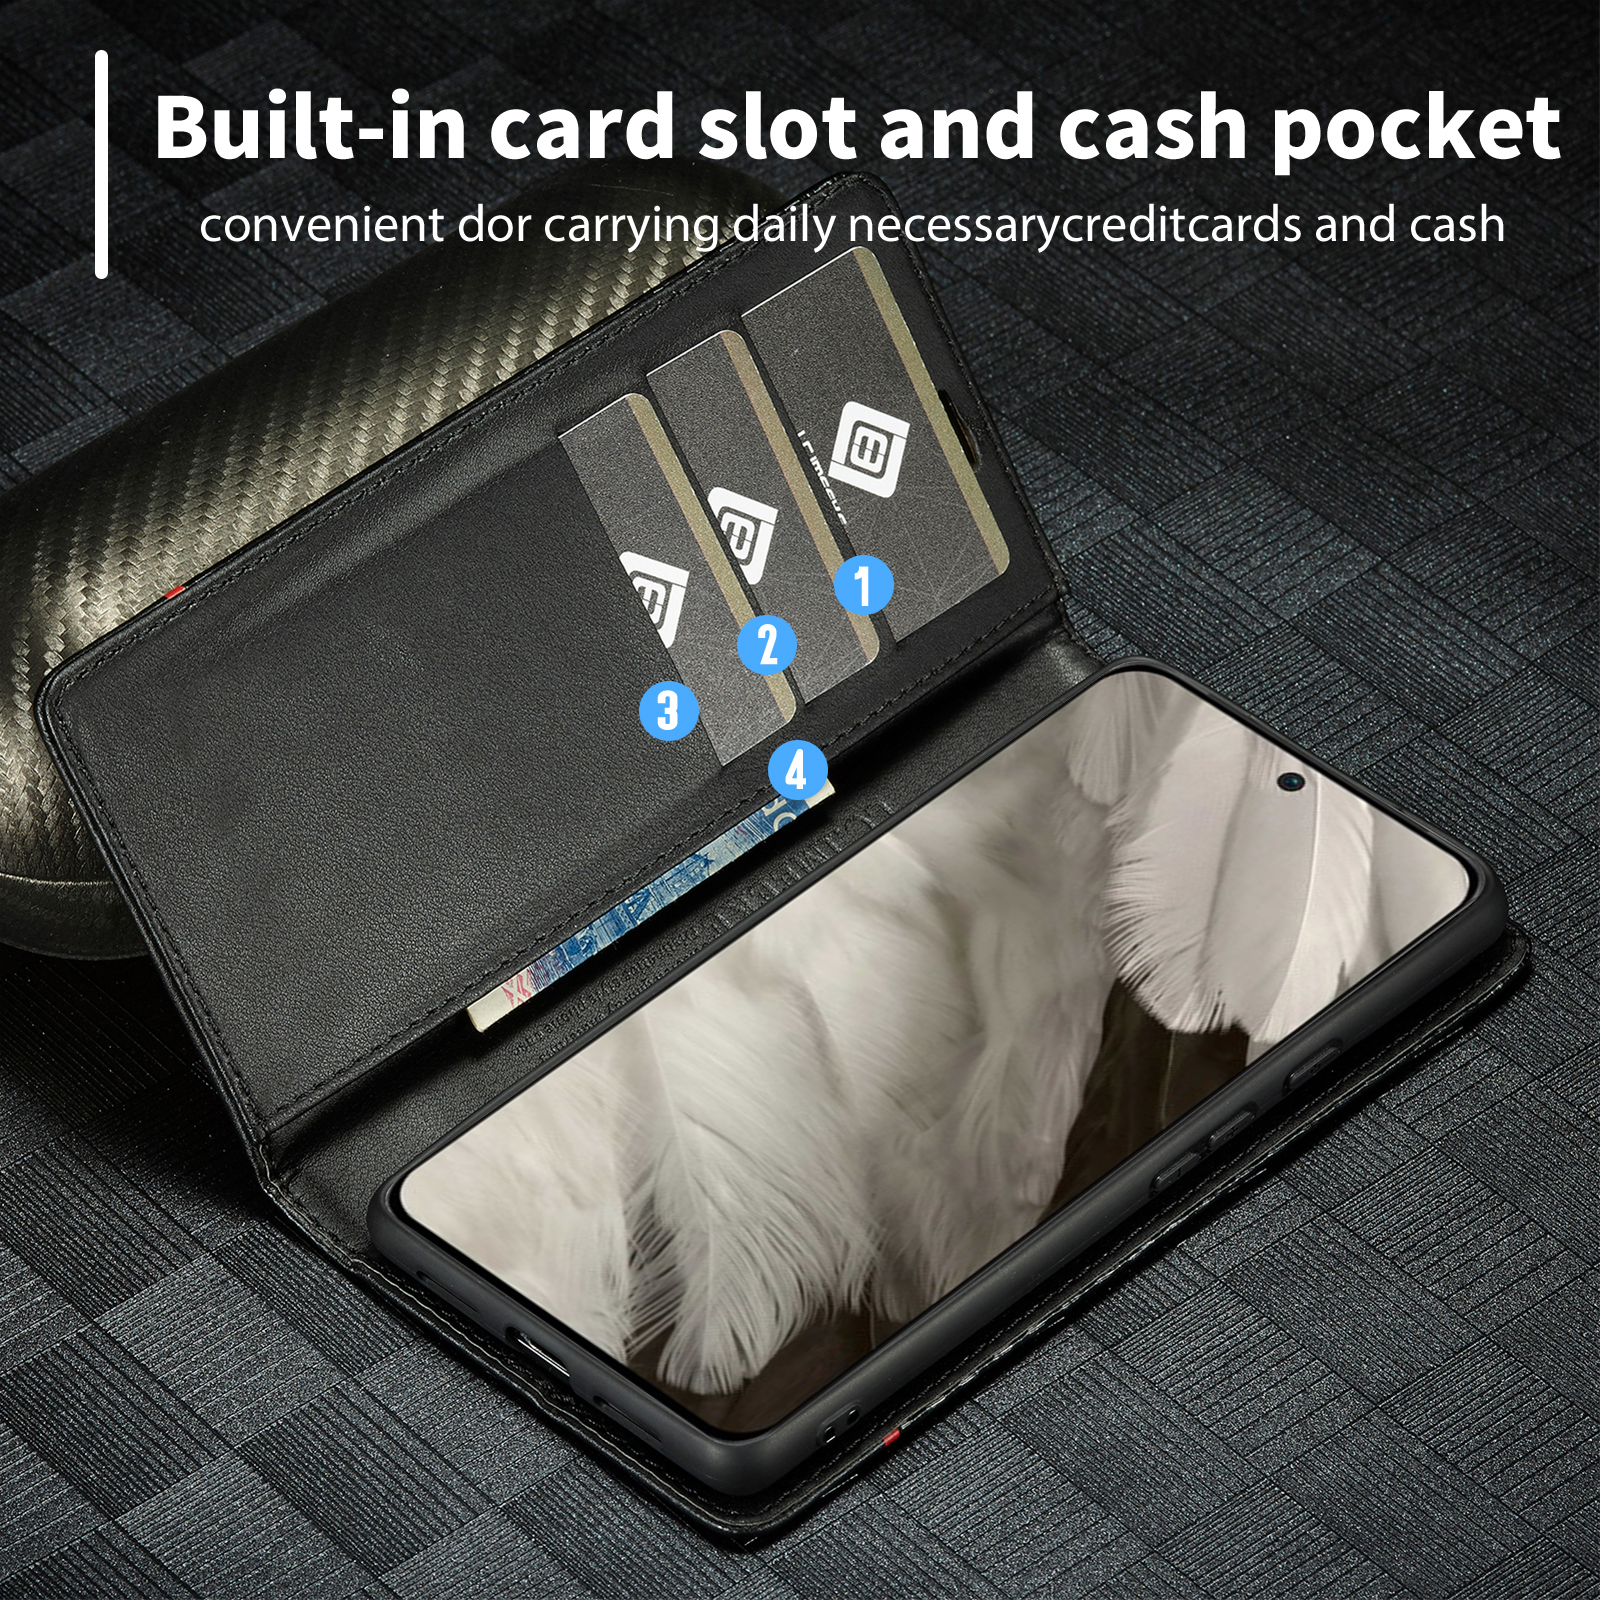 Built-in card slot and cash pocket
convenient dor carrying daily necessarycreditcards and cash
1
2
3
4